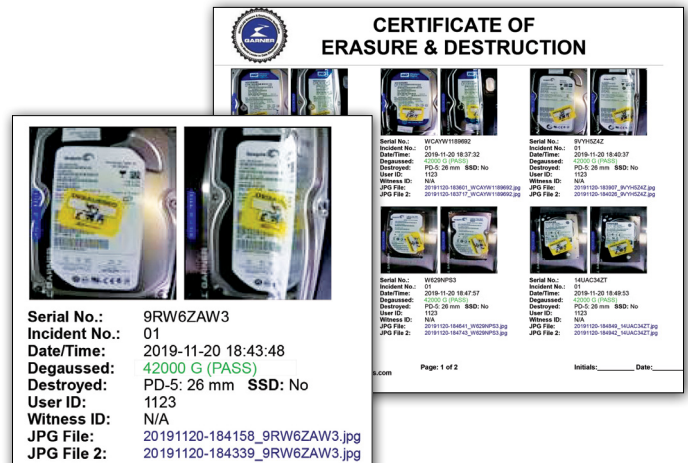 GARNER
CERTIFICATE OF
ERASURE & DESTRUCTION
Serial No.: WCAYW1189692
Incident No.: 01
Date/Time: 2019-11-20 18:37:32
Degaussed: 42000 G (PASS)
Destroyed: PD-5: 26 mm SSD: No
User ID: 1123
Witness ID: N/A
JPG File: 20191120-183601_WCAYW1189692.jpg
JPG File 2: 20191120-183717_WCAYW1189692.jpg
Serial No.: 9VYH5Z4Z
Incident No.: 01
Date/Time: 2019-11-20 18:40:37
Degaussed: 42000 G (PASS)
Destroyed: PD-5: 26 mm SSD: No
User ID: 1123
Witness ID: N/A
JPG File: 20191120-183907_9VYH5Z4Z.jpg
JPG File 2: 20191120-184026_9VYH5Z4Z.jpg
Serial No.: W629NPS3
Incident No.: 01
Date/Time: 2019-11-20 18:47:57
Degaussed: 42000 G (PASS)
Destroyed: PD-5: 26 mm SSD: No
User ID: 1123
Witness ID: N/A
JPG File: 20191120-184641_W629NPS3.jpg
JPG File 2: 20191120-184743_W629NPS3.jpg
Serial No.: 14UAC34ZT
Incident No.: 01
Date/Time: 2019-11-20 18:49:53
Degaussed: 42000 G (PASS)
Destroyed: PD-5: 26 mm SSD: No
User ID: 1123
Witness ID: N/A
JPG File: 20191120-184849_14UAC34ZT.jpg
JPG File 2: 20191120-184942_14UAC34ZT.jpg
s.com Page: 1 of 2 Initials: Date:
Seagate
GARNER
Serial No.: 9RW6ZAW3
Incident No.: 01
Date/Time: 2019-11-20 18:43:48
Degaussed: 42000 G (PASS)
Destroyed: PD-5: 26 mm SSD: No
User ID: 1123
Witness ID: N/A
JPG File: 20191120-184158_9RW6ZAW3.jpg
JPG File 2: 20191120-184339_9RW6ZAW3.jpg